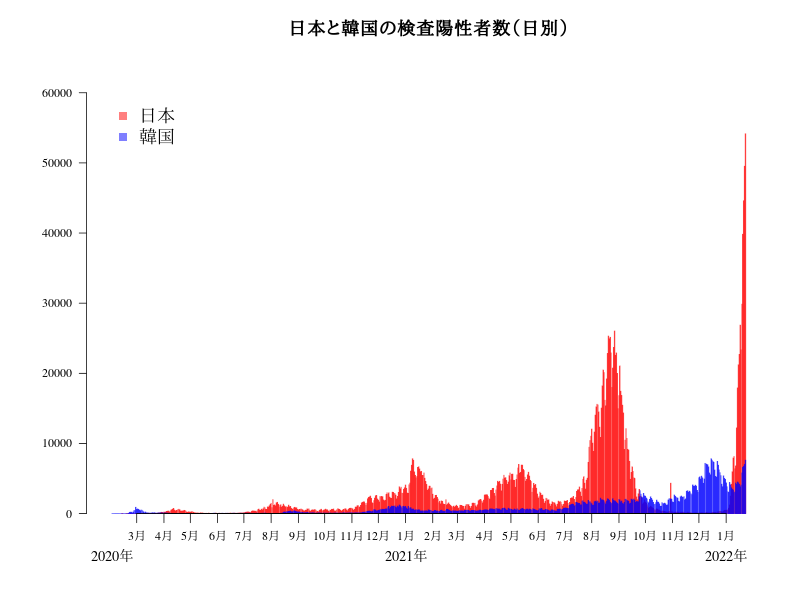 日本と韓国の検査陽性者数（日別）
60000
日本
韓国
50000
40000
30000
20000
10000
0
3月 4月 5月 6月 7月 8月 9月 10月 11月 12月 1月 2月 3月 4月 5月 6月 7月 8月 9月 10月 11月 12月 1月
2020年 2021年 2022年